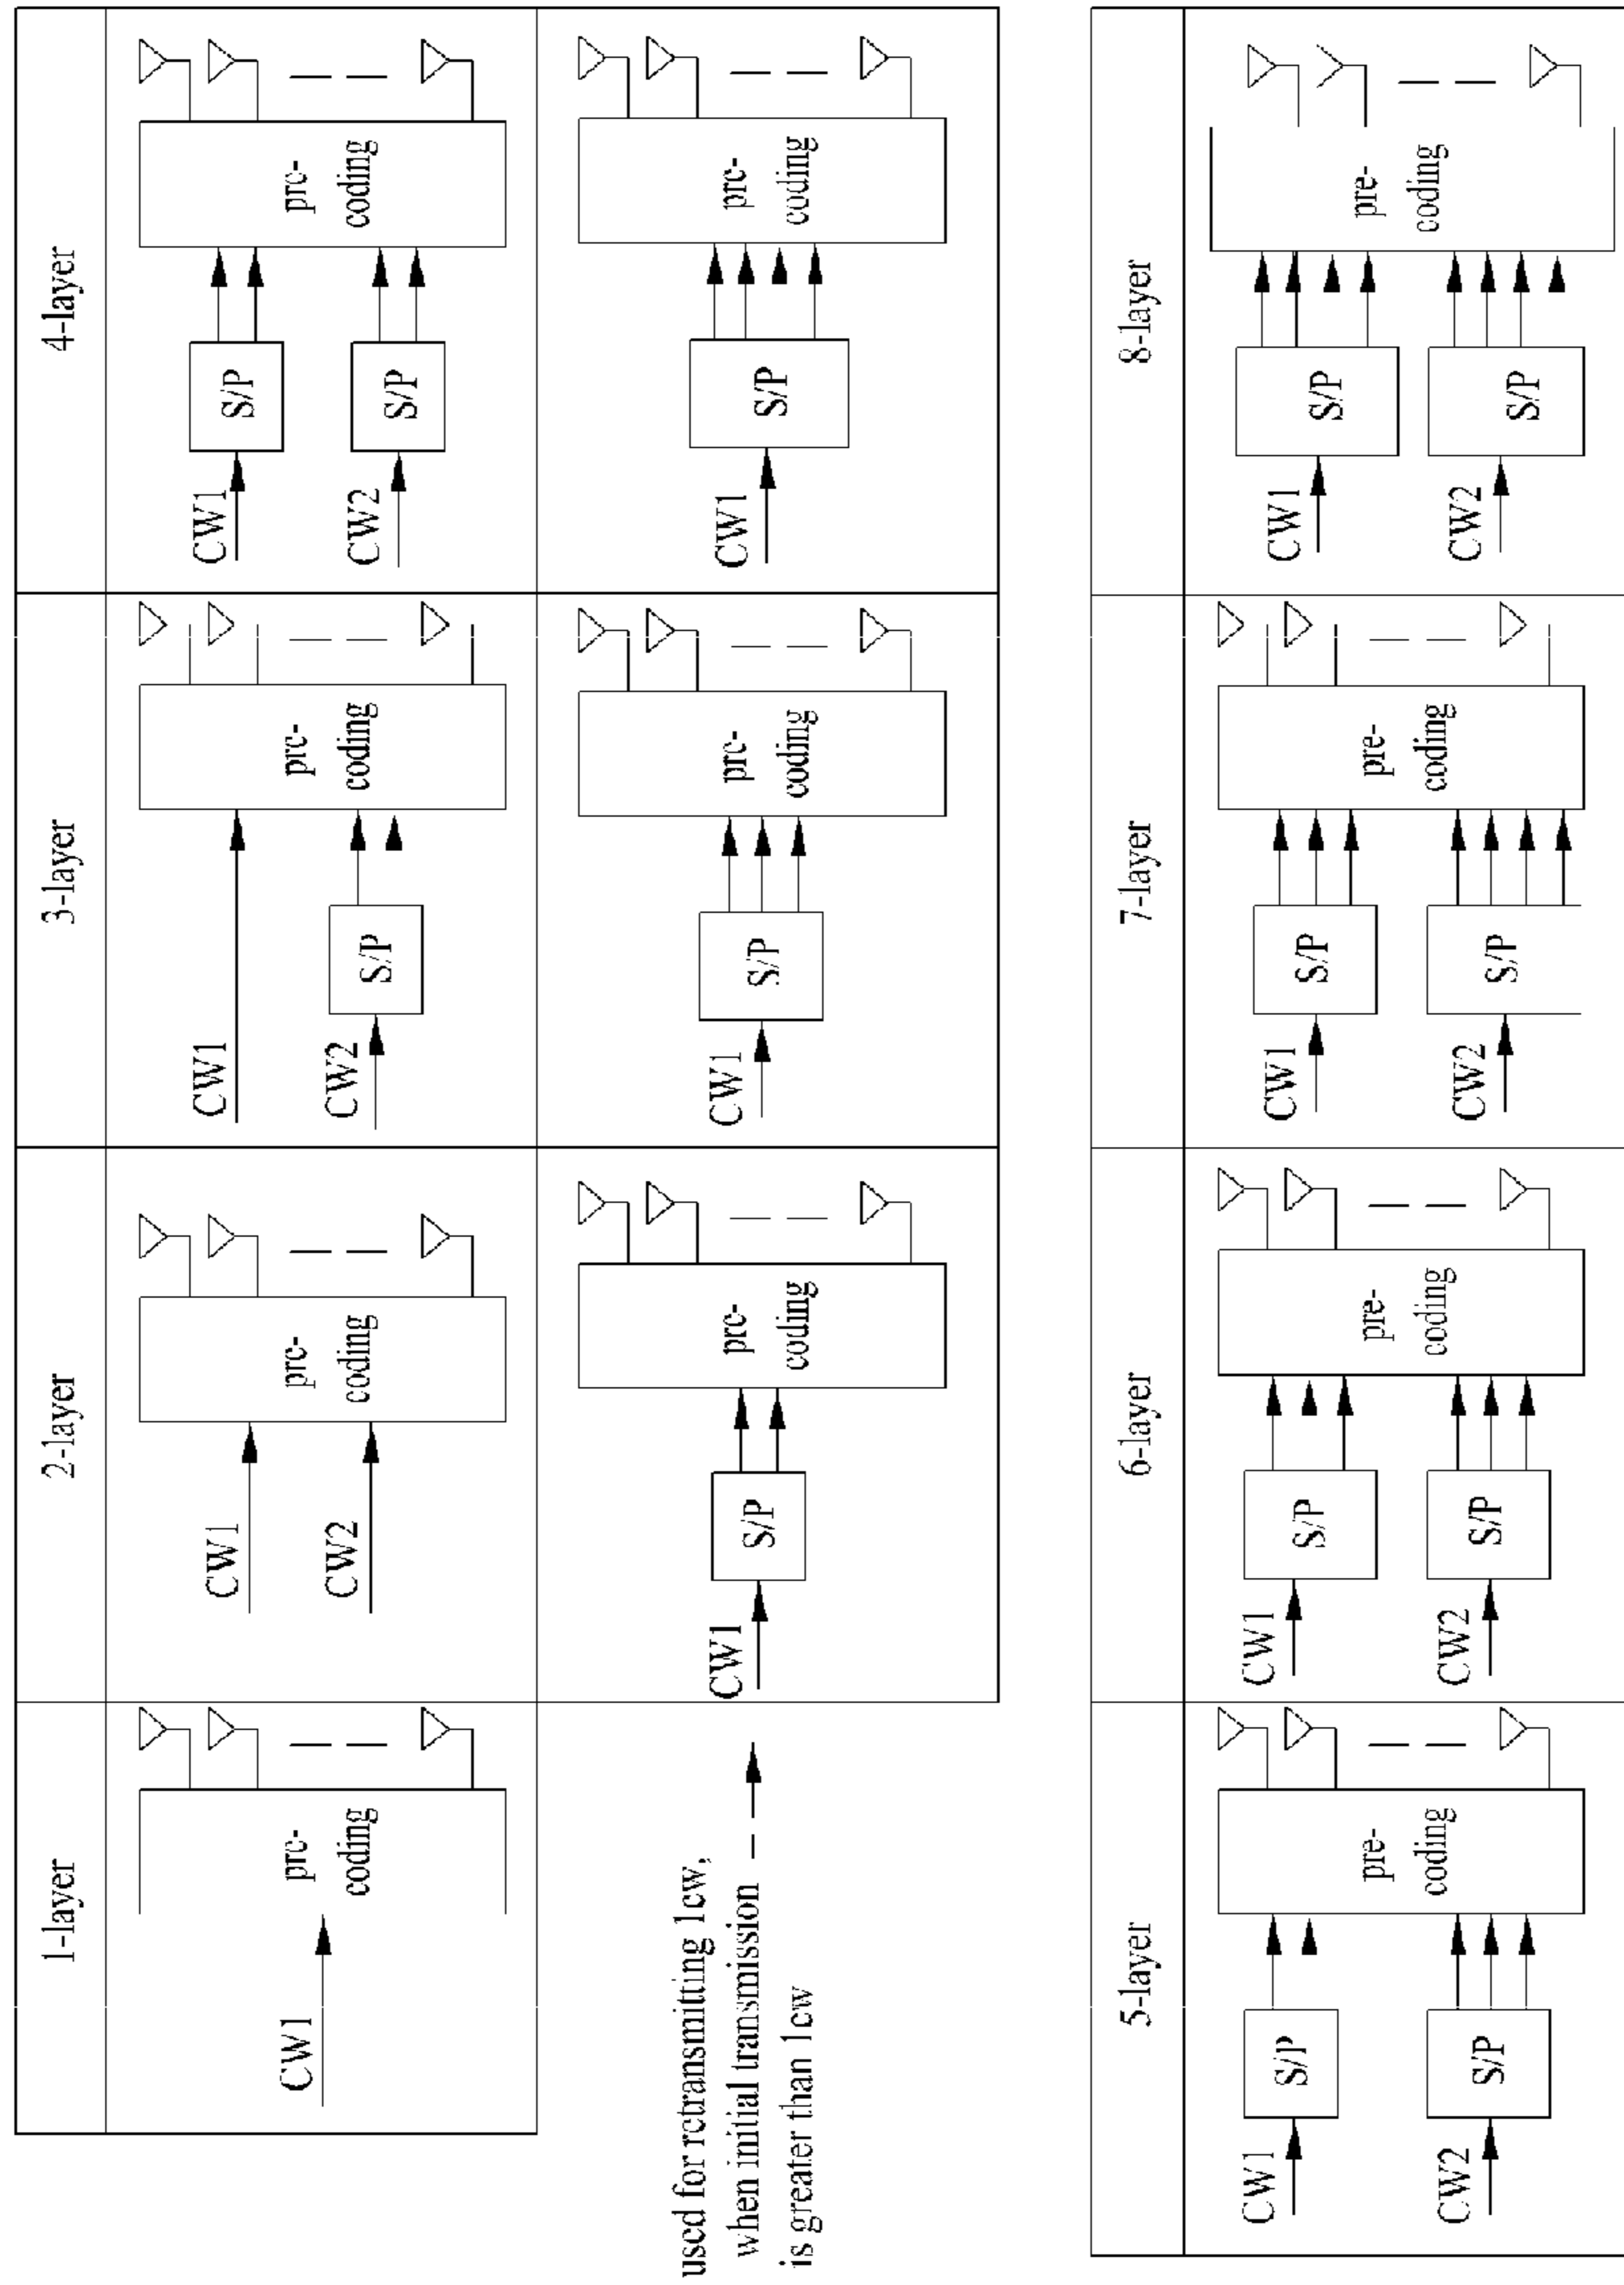 1-layer
2-layer
3-layer
4-layer
CW1
pre-
coding
CW1
CW2
pre-
coding
CW1
CW2
S/P
pre-
coding
CW1
CW2
S/P
S/P
pre-
coding
used for retransmitting 1cw,
when initial transmission
is greater than 1cw
CW1
S/P
pre-
coding
CW1
S/P
pre-
coding
CW1
S/P
pre-
coding
5-layer
6-layer
7-layer
8-layer
CW1
CW2
S/P
S/P
pre-
coding
CW1
CW2
S/P
S/P
pre-
coding
CW1
CW2
S/P
S/P
pre-
coding
CW1
CW2
S/P
S/P
pre-
coding